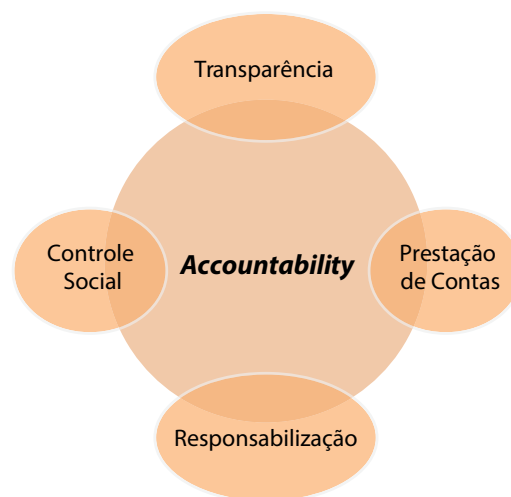 Transparência
Controle
Social
Accountability
Prestação
de Contas
Responsabilização